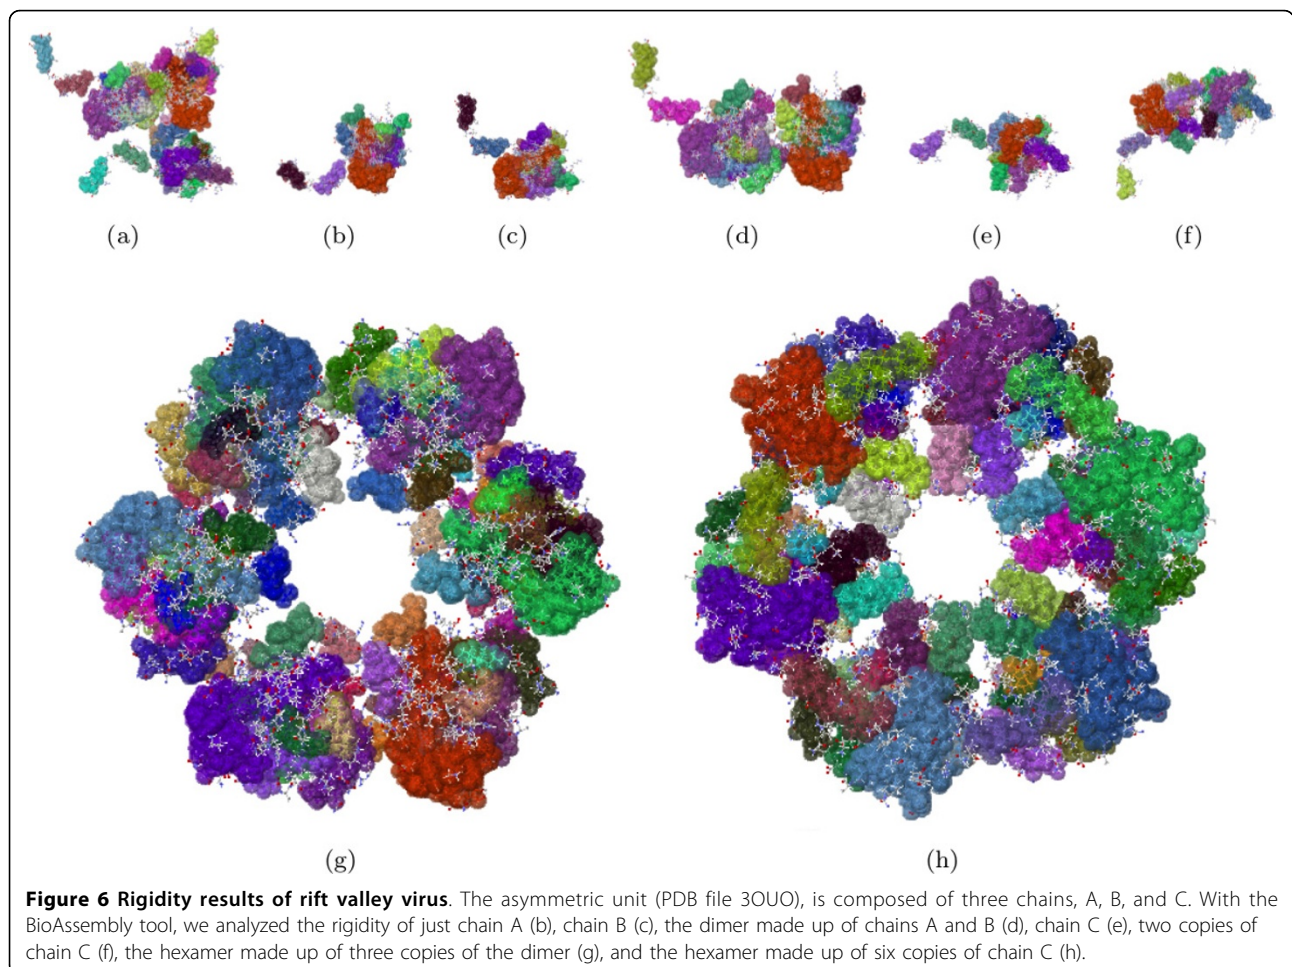 (a)
(b)
(c)
(d)
(e)
(f)
(g)
(h)
Figure 6 Rigidity results of rift valley virus. The asymmetric unit (PDB file 3OUO), is composed of three chains, A, B, and C. With the
BioAssembly tool, we analyzed the rigidity of just chain A (b), chain B (c), the dimer made up of chains A and B (d), chain C (e), two copies of
chain C (f), the hexamer made up of three copies of the dimer (g), and the hexamer made up of six copies of chain C (h).